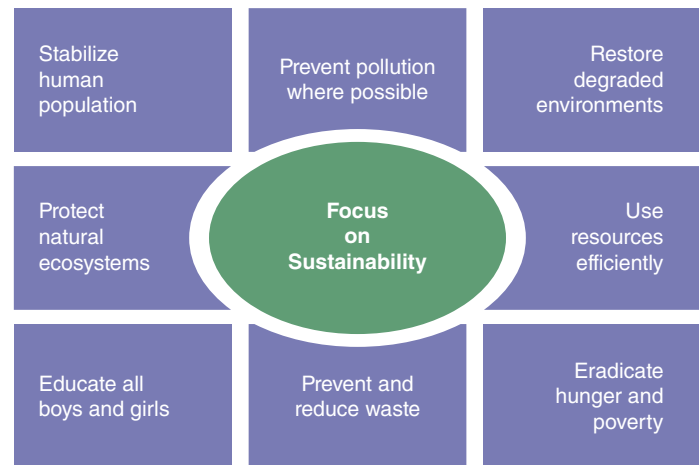 Stabilize
human
population
Prevent pollution
where possible
Restore
degraded
environments
Protect
natural
ecosystems
Focus
on
Sustainability
Use
resources
efficiently
Educate all
boys and girls
Prevent and
reduce waste
Eradicate
hunger and
poverty